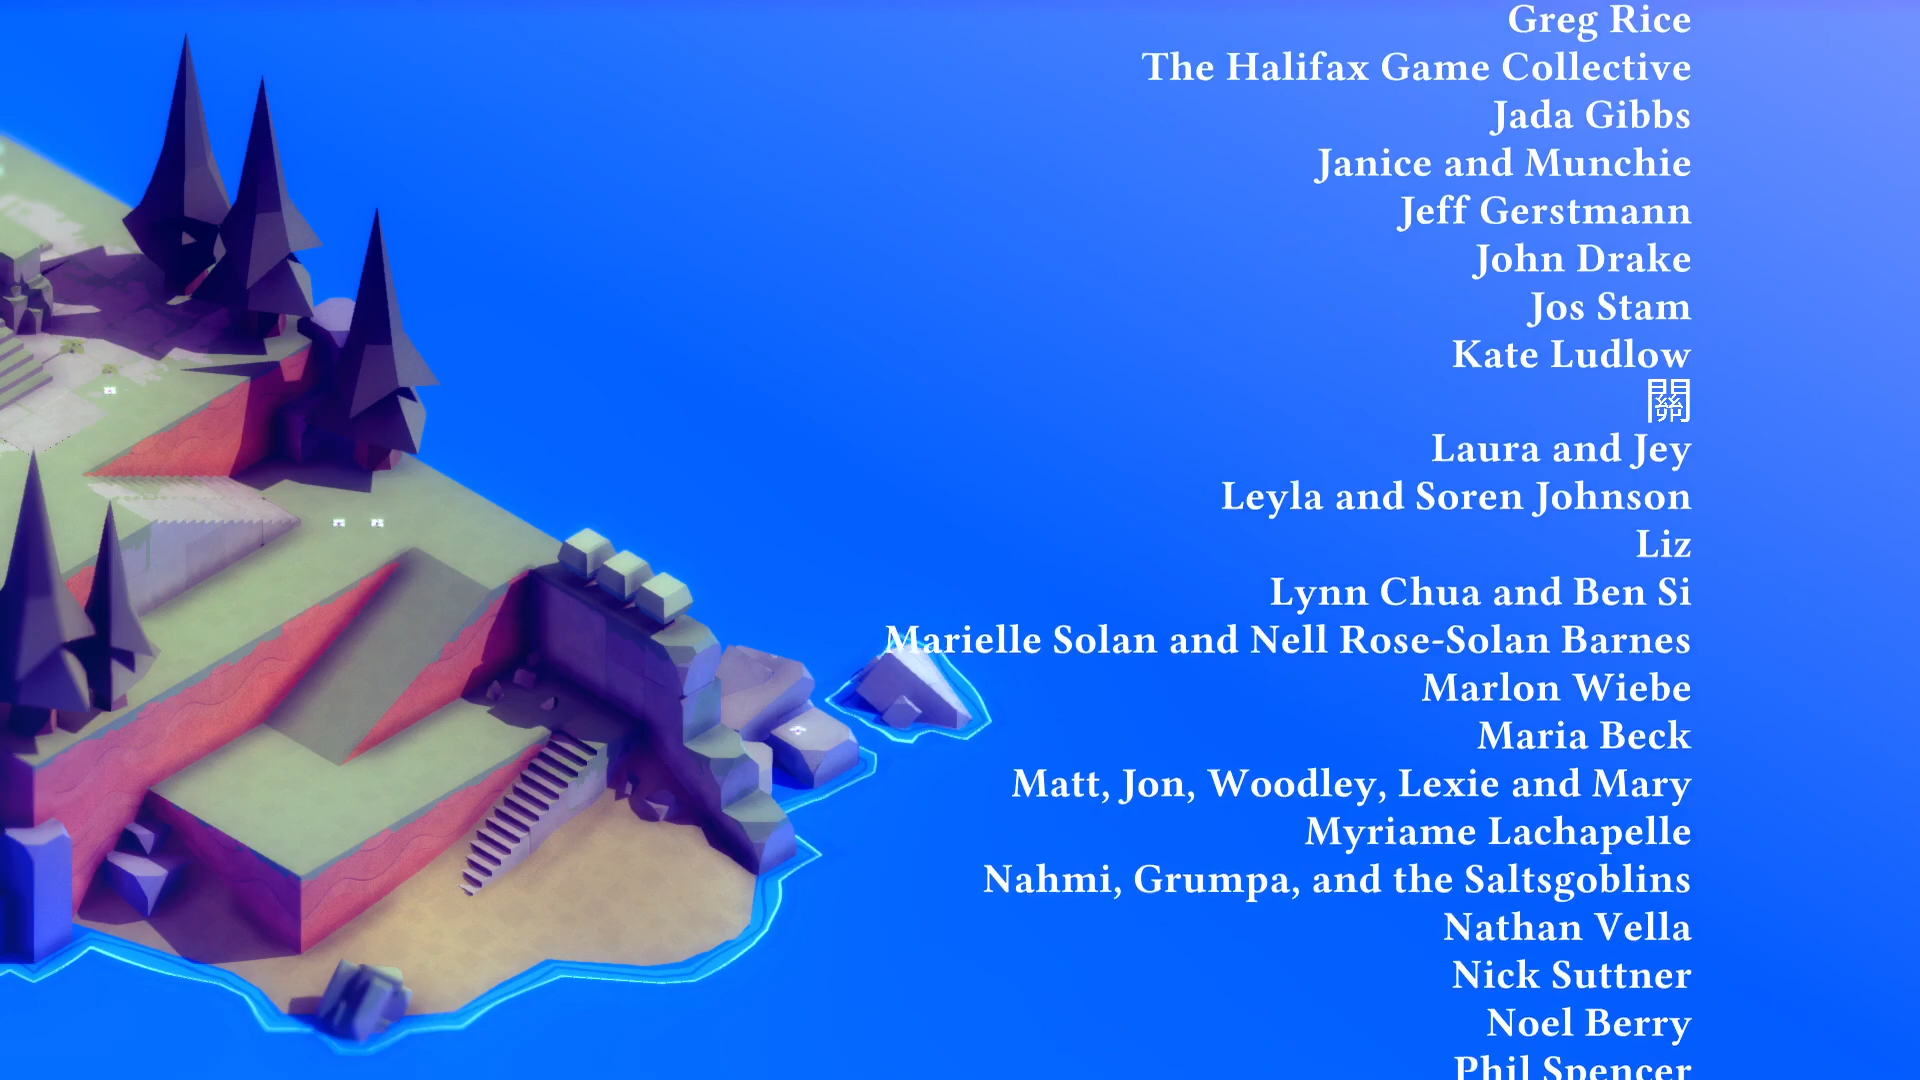 Greg Rice
The Halifax Game Collective
Jada Gibbs
Janice and Munchie
Jeff Gerstmann
John Drake
Jos Stam
Kate Ludlow
關
Laura and Jey
Leyla and Soren Johnson
Liz
Lynn Chua and Ben Si
Marielle Solan and Nell Rose-Solan Barnes
Marlon Wiebe
Maria Beck
Matt, Jon, Woodley, Lexie and Mary
Myriame Lachapelle
Nahmi, Grumpa, and the Saltsgoblins
Nathan Vella
Nick Suttner
Noel Berry
Phil Spencer